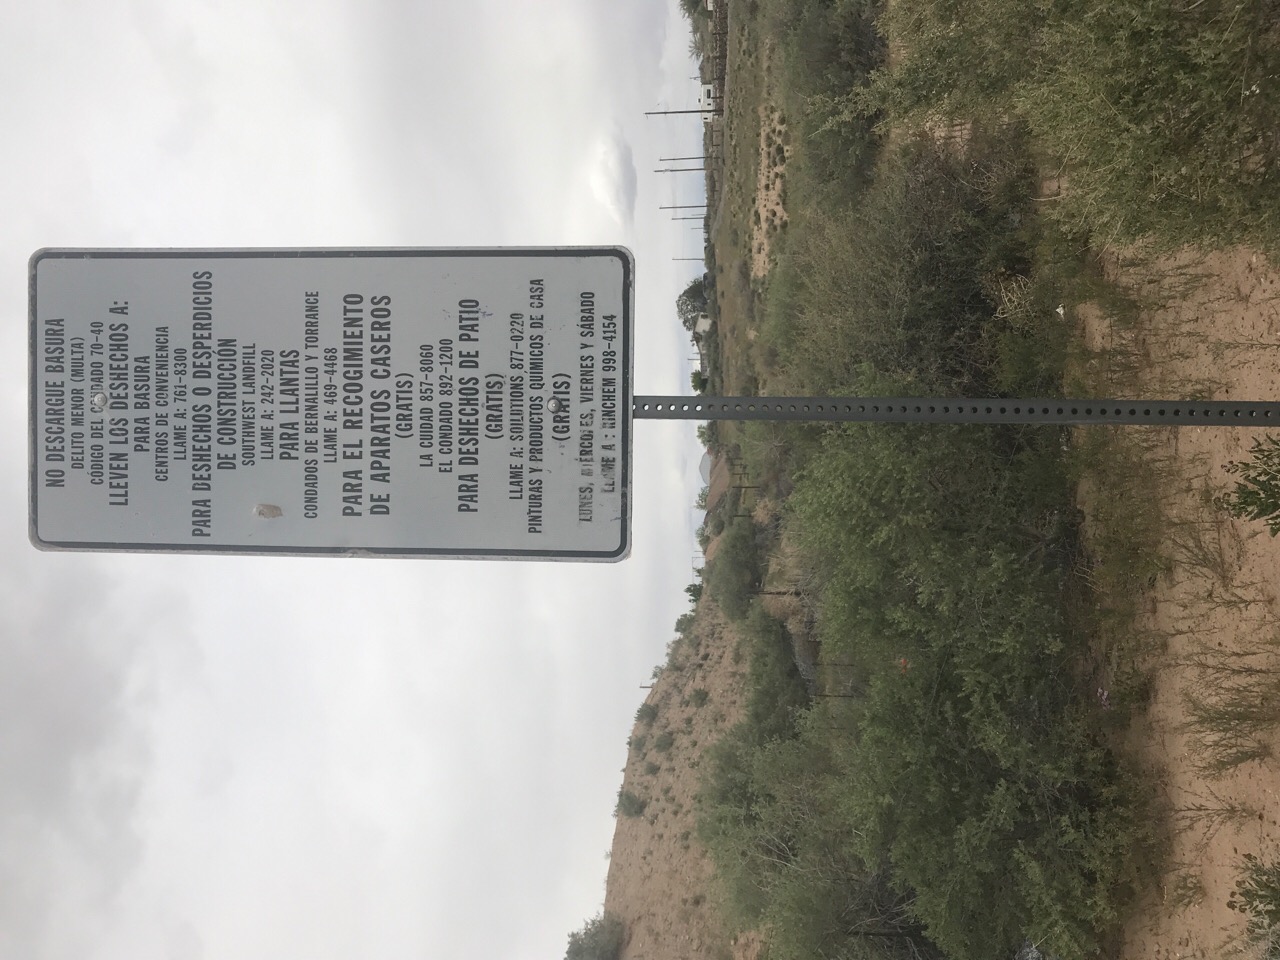 NO DESCARGUE BASURA
DELITO MENOR (MULTA)
CÓDIGO DEL CONDADO 70-40
LLEVEN LOS DESHECHOS A:
PARA BASURA
CENTROS DE CONVENIENCIA
LLAME A: 761-8300
PARA DESHECHOS O DESPERDICIOS
DE CONSTRUCCIÓN
SOUTHWEST LANDFILL
LLAME A: 242-2020
PARA LLANTAS
CONDADOS DE BERNALILLO Y TORRANCE
LLAME A: 469-4468
PARA EL RECOGIMIENTO
DE APARATOS CASEROS
(GRATIS)
LA CUIDAD 857-8060
EL CONDADO 892-1200
PARA DESHECHOS DE PATIO
(GRATIS)
LLAME A: SOLUTIONS 877-0220
PINTURAS Y PRODUCTOS QUIMICOS DE CASA
(GRATIS)
LUNES, MIÉRCOLES, VIERNES Y SÁBADO
LLAME A : RINCHEM 998-4154